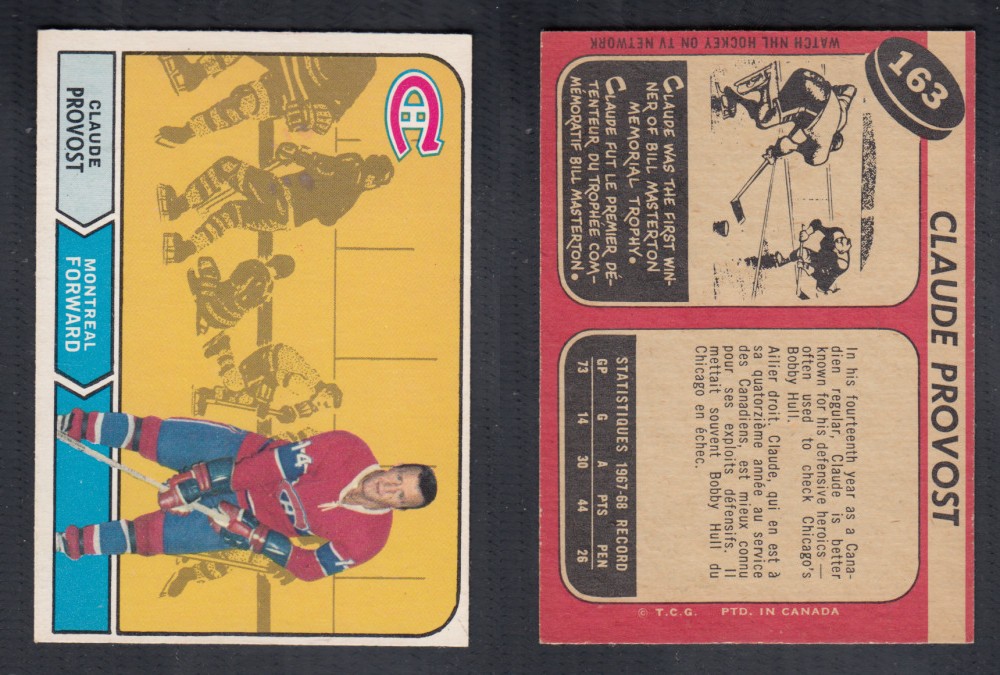 CLAUDE
PROVOST
MONTREAL
FORWARD
14
14
WATCH NHL HOCKEY ON TV NETWORK
163
CLAUDE PROVOST
CLAUDE WAS THE FIRST WIN-
NER OF BILL MASTERTON
MEMORIAL TROPHY.
CLAUDE FUT LE PREMIER DÉ-
TENTEUR DU TROPHÉE COM-
MÉMORATIF BILL MASTERTON.
In his fourteenth year as a Cana-
dien regular, Claude is better
known for his defensive heroics —
often used to check Chicago's
Bobby Hull.
Ailier droit, Claude, qui en est à
sa quatorzième année au service
des Canadiens, est mieux connu
pour ses exploits défensifs. Il
mettait souvent Bobby Hull du
Chicago en échec.
STATISTIQUES 1967-68 RECORD
GP G A PTS PEN
73 14 30 44 26
© T.C.G. PTD. IN CANADA